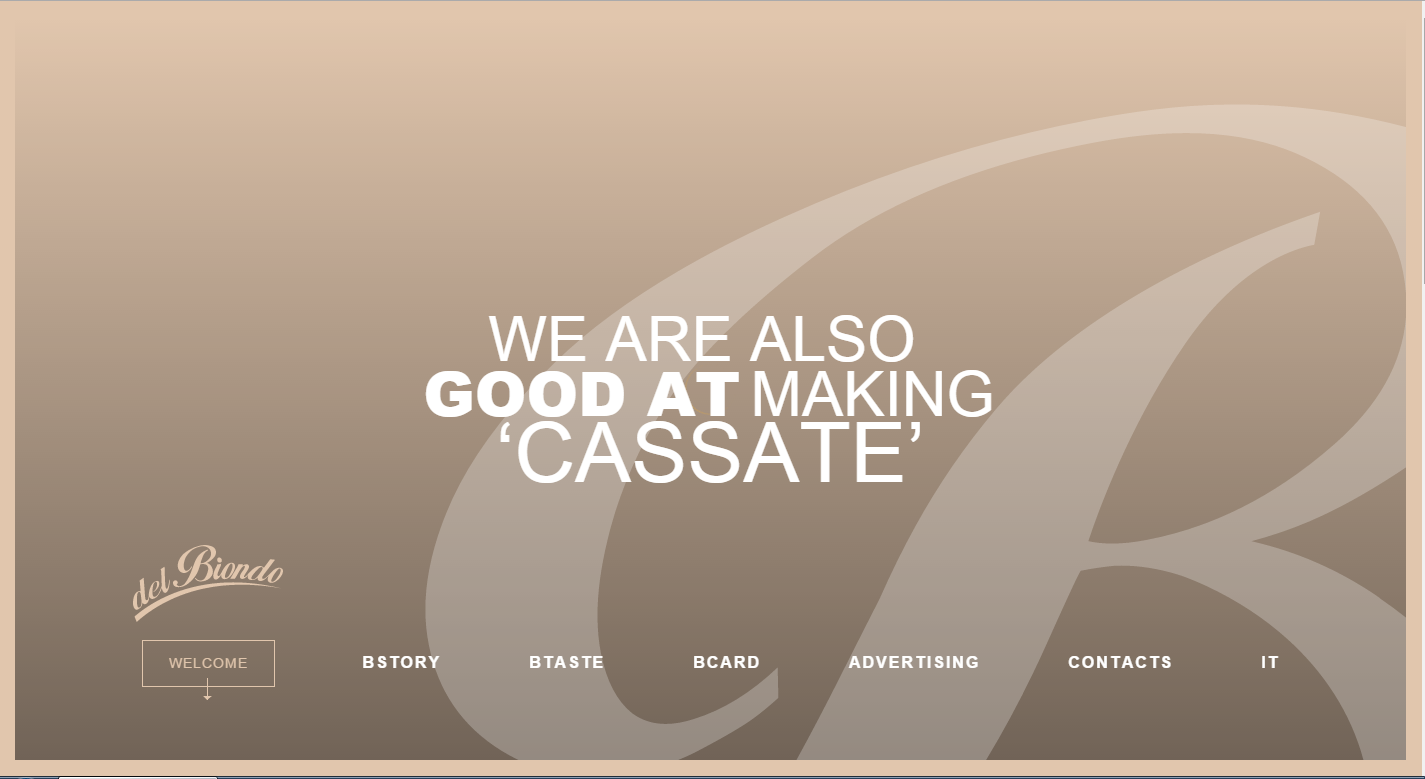 WE ARE ALSO
GOOD AT MAKING
‘CASSATE’
del Biondo
WELCOME
BSTORY
BTASTE
BCARD
ADVERTISING
CONTACTS
IT